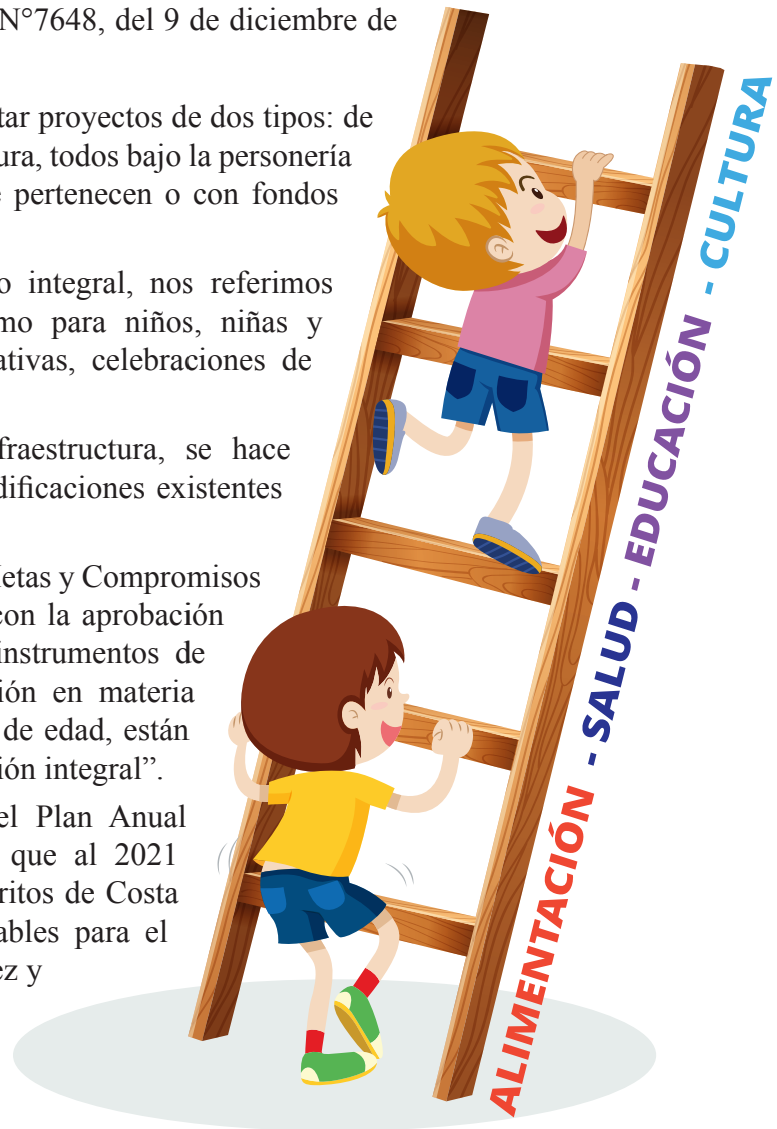 N°7648, del 9 de diciembre de
tar proyectos de dos tipos: de
ura, todos bajo la personería
pertenecen o con fondos
o integral, nos referimos
mo para niños, niñas y
ativas, celebraciones de
fraestructura, se hace
dificaciones existentes
etas y Compromisos
con la aprobación
instrumentos de
ión en materia
de edad, están
ión integral”.
el Plan Anual
que al 2021
ritos de Costa
ables para el
ez y
ALIMENTACIÓN - SALUD - EDUCACIÓN - CULTURA